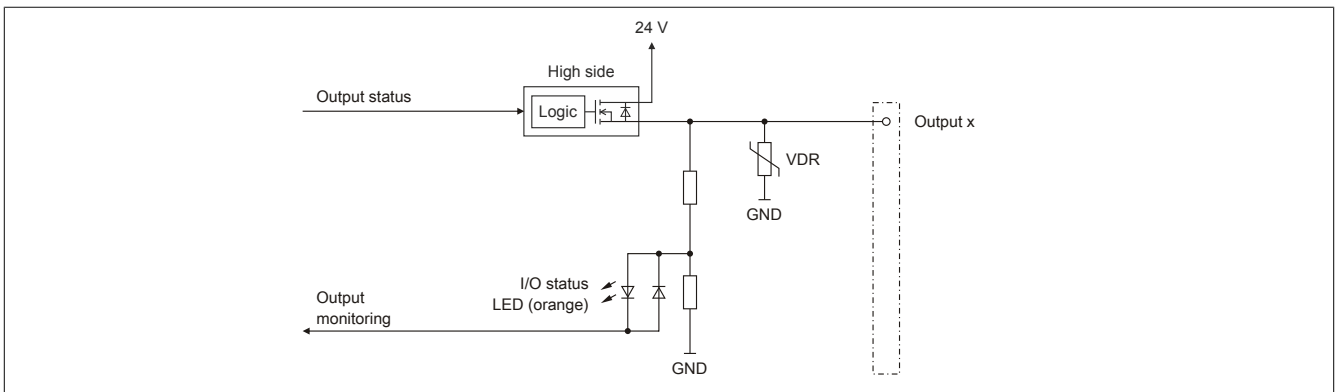 24 V
High side
Output status
Logic
Output x
VDR
GND
I/O status
LED (orange)
Output
monitoring
GND